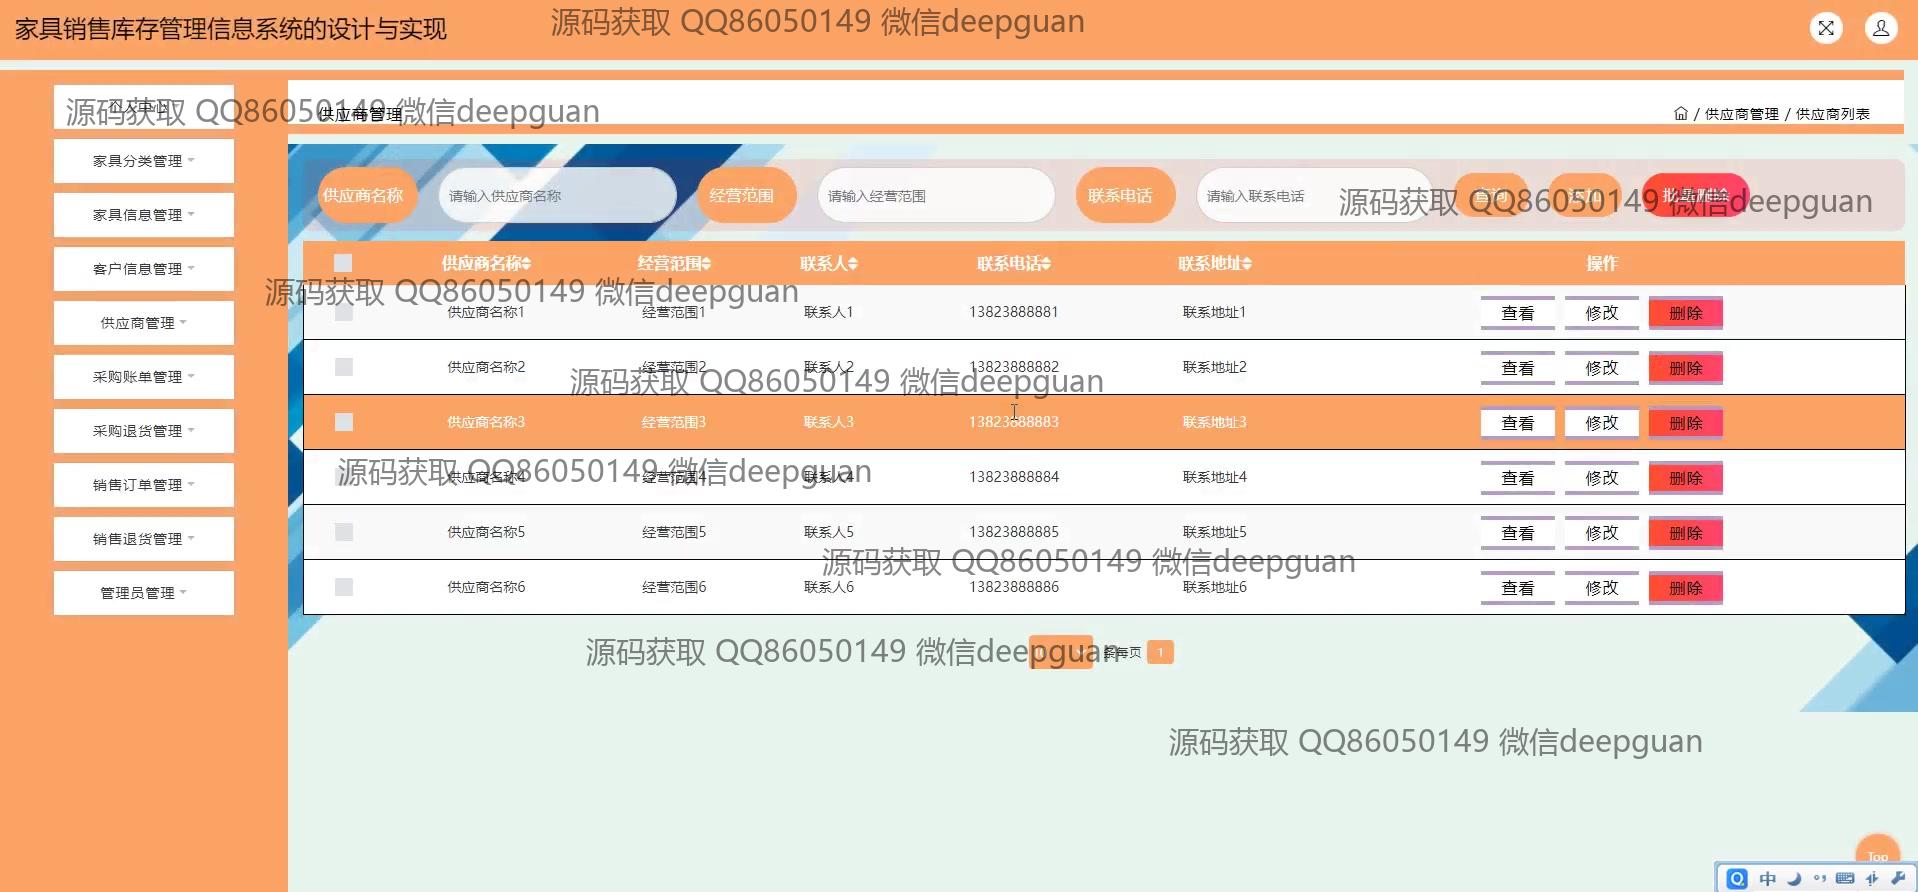 家具销售库存管理信息系统的设计与实现
源码获取 QQ86050149 微信deepguan
个人中心
源码获取 QQ86050149 微信deepguan
供应商管理
/ 供应商管理 / 供应商列表
家具分类管理
家具信息管理
客户信息管理
供应商管理
采购账单管理
采购退货管理
销售订单管理
销售退货管理
管理员管理
供应商名称 请输入供应商名称 经营范围 请输入经营范围 联系电话 请输入联系电话 查询 添加 批量删除
源码获取 QQ86050149 微信deepguan
供应商名称 经营范围 联系人 联系电话 联系地址 操作
源码获取 QQ86050149 微信deepguan
供应商名称1 经营范围1 联系人1 13823888881 联系地址1 查看 修改 删除
供应商名称2 经营范围2 联系人2 13823888882 联系地址2 查看 修改 删除
源码获取 QQ86050149 微信deepguan
供应商名称3 经营范围3 联系人3 13823888883 联系地址3 查看 修改 删除
源码获取 QQ86050149 微信deepguan
供应商名称4 经营范围4 联系人4 13823888884 联系地址4 查看 修改 删除
供应商名称5 经营范围5 联系人5 13823888885 联系地址5 查看 修改 删除
源码获取 QQ86050149 微信deepguan
供应商名称6 经营范围6 联系人6 13823888886 联系地址6 查看 修改 删除
源码获取 QQ86050149 微信deepguan
条每页 1
源码获取 QQ86050149 微信deepguan
Top
中